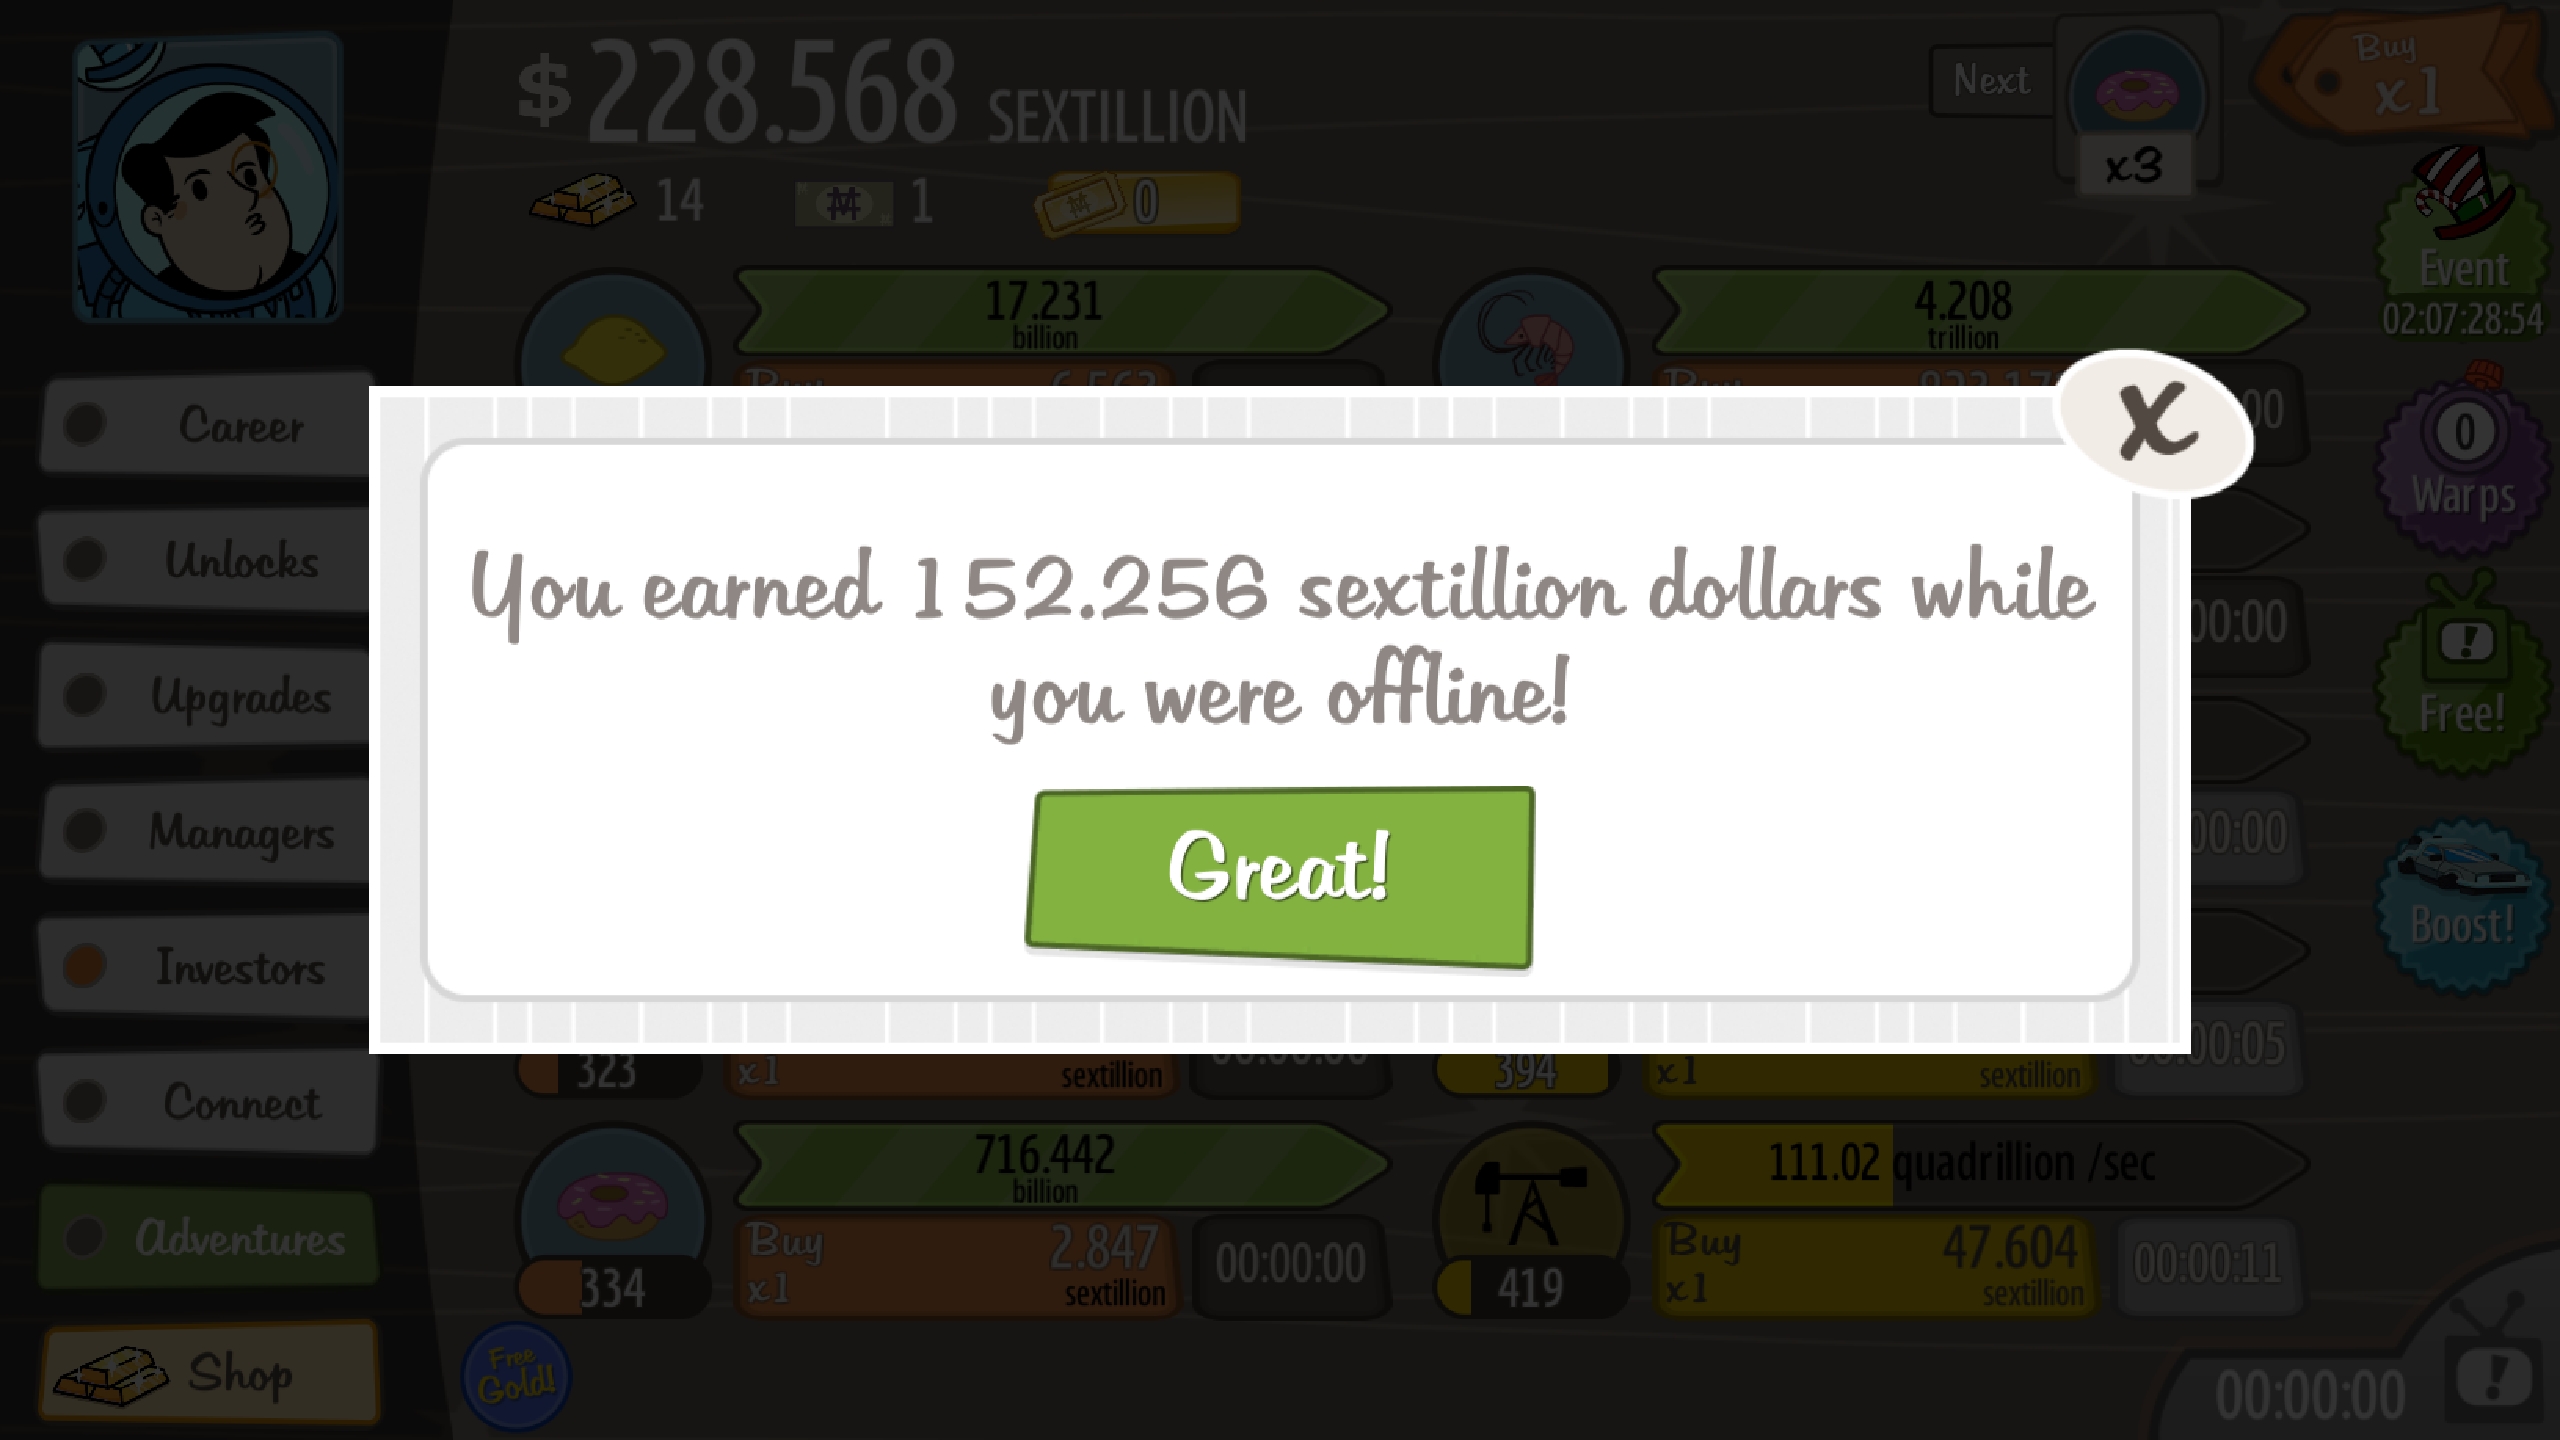 $228.568 SEXTILLION
14
1
0
Next
x3
Buy
x1
Event
02:07:28:54
0
Warps
Free!
Boost!
Career
Unlocks
Upgrades
Managers
Investors
Connect
Adventures
Shop
17.231
billion
4.208
trillion
X
You earned 152.256 sextillion dollars while
you were offline!
Great!
323
x1
sextillion
394
x1
sextillion
716.442
billion
Buy
x1
2.847
sextillion
00:00:00
334
111.02 quadrillion /sec
Buy
x1
47.604
sextillion
00:00:11
419
Free
Gold!
00:00:00